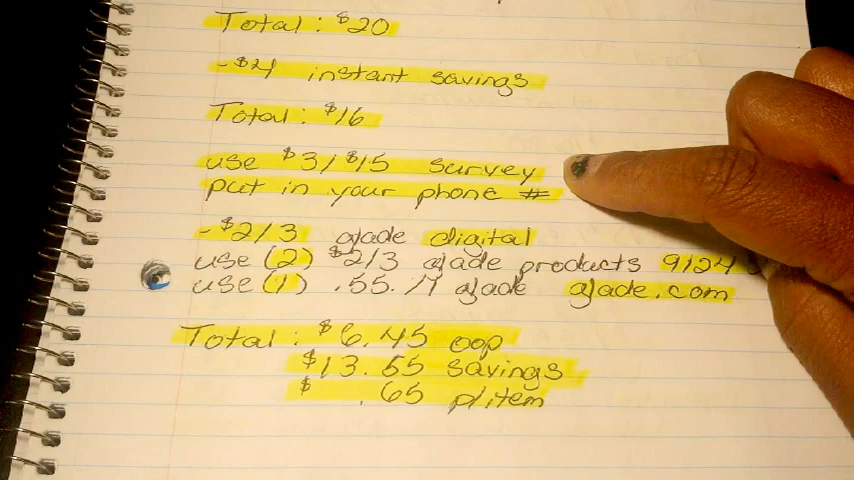 Total: $20
-$4 instant savings
Total: $16
use $3/$15 survey
put in your phone #
-$2/3 glade digital
use (2) $2/3 glade products 9124
use (1) .55./1 glade glade.com
Total: $6.45 oop
$13.55 savings
$.65 p/item